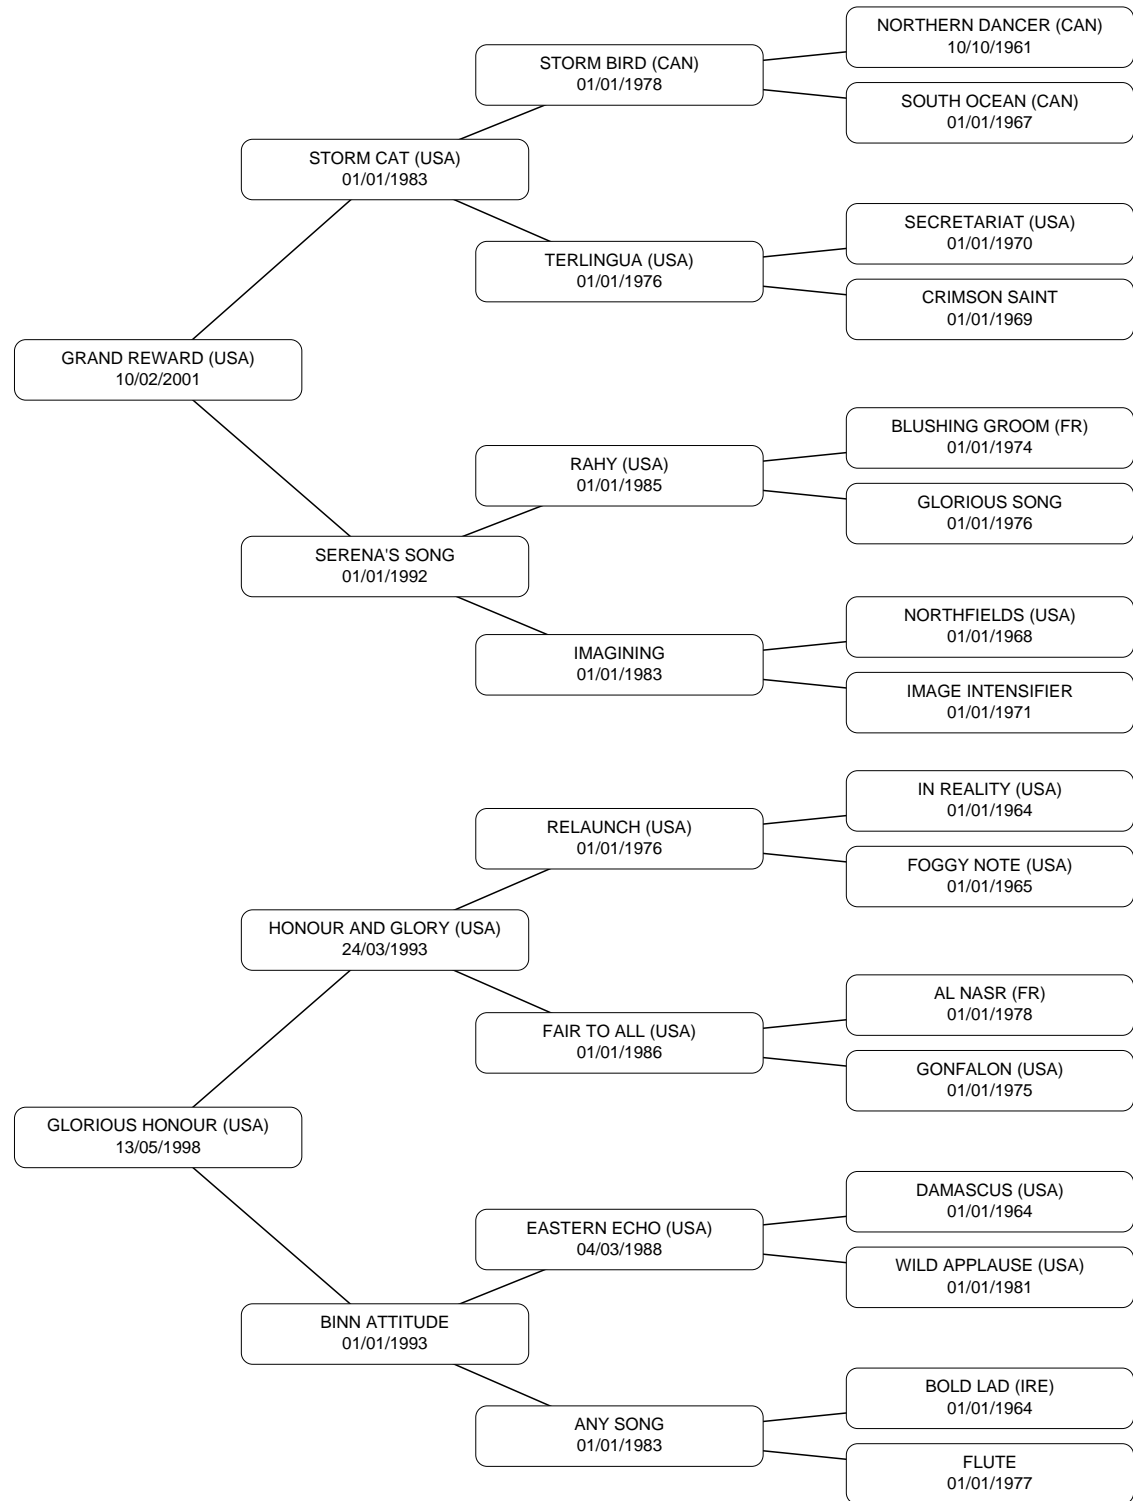 NORTHERN DANCER (CAN)
10/10/1961
STORM BIRD (CAN)
01/01/1978
SOUTH OCEAN (CAN)
01/01/1967
STORM CAT (USA)
01/01/1983
SECRETARIAT (USA)
01/01/1970
TERLINGUA (USA)
01/01/1976
CRIMSON SAINT
01/01/1969
GRAND REWARD (USA)
10/02/2001
BLUSHING GROOM (FR)
01/01/1974
RAHY (USA)
01/01/1985
GLORIOUS SONG
01/01/1976
SERENA'S SONG
01/01/1992
NORTHFIELDS (USA)
01/01/1968
IMAGINING
01/01/1983
IMAGE INTENSIFIER
01/01/1971
IN REALITY (USA)
01/01/1964
RELAUNCH (USA)
01/01/1976
FOGGY NOTE (USA)
01/01/1965
HONOUR AND GLORY (USA)
24/03/1993
AL NASR (FR)
01/01/1978
FAIR TO ALL (USA)
01/01/1986
GONFALON (USA)
01/01/1975
GLORIOUS HONOUR (USA)
13/05/1998
DAMASCUS (USA)
01/01/1964
EASTERN ECHO (USA)
04/03/1988
WILD APPLAUSE (USA)
01/01/1981
BINN ATTITUDE
01/01/1993
BOLD LAD (IRE)
01/01/1964
ANY SONG
01/01/1983
FLUTE
01/01/1977